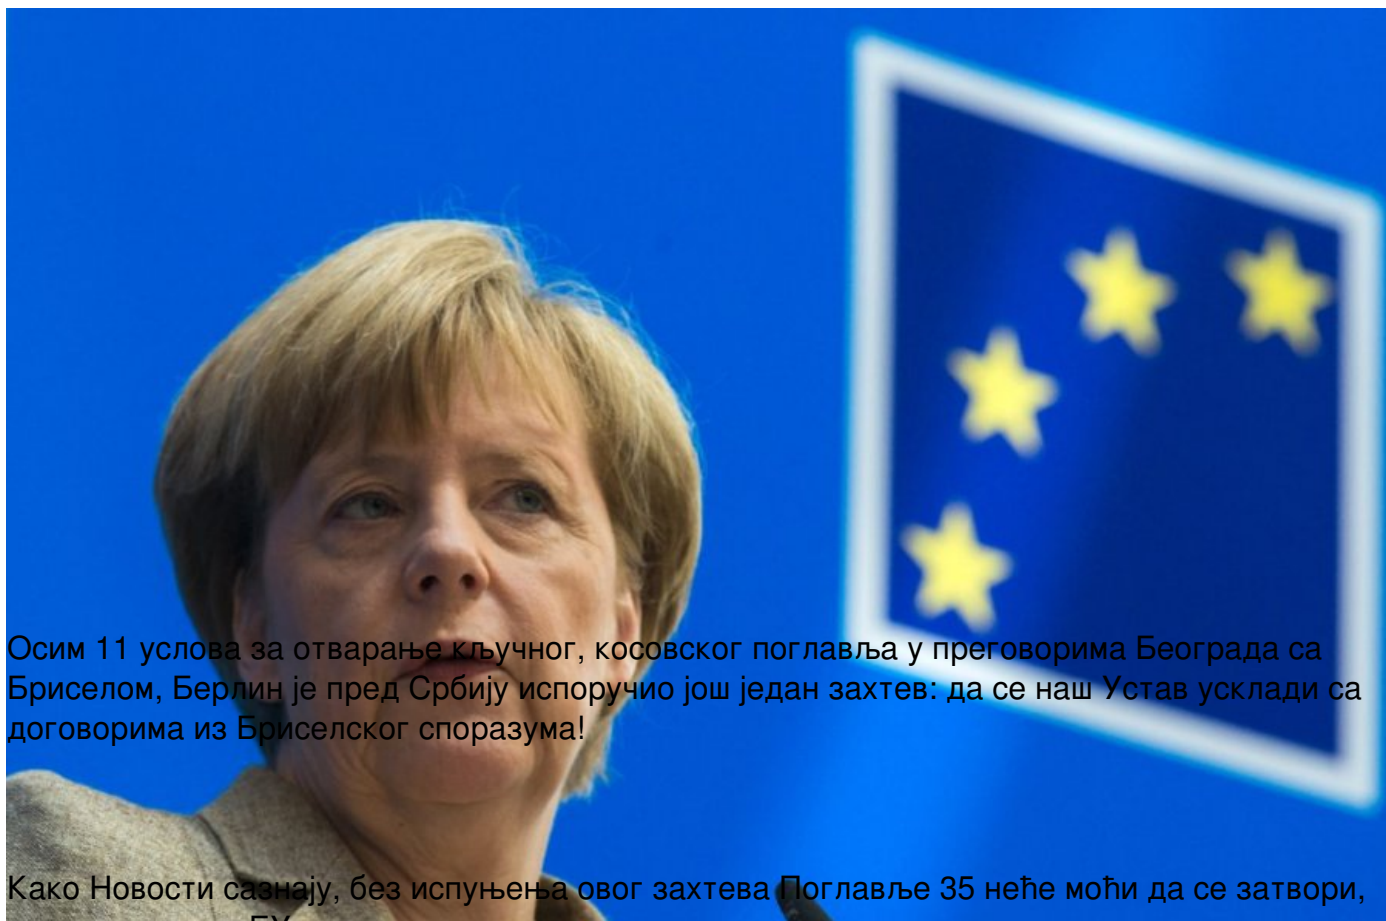 Осим 11 услова за отварање кључног, косовског поглавља у преговорима Београда са
Бриселом, Берлин је пред Србију испоручио још један захтев: да се наш Устав усклади са
договорима из Бриселског споразума!
Како Новости сазнају, без испуњења овог захтева Поглавље 35 неће моћи да се затвори,